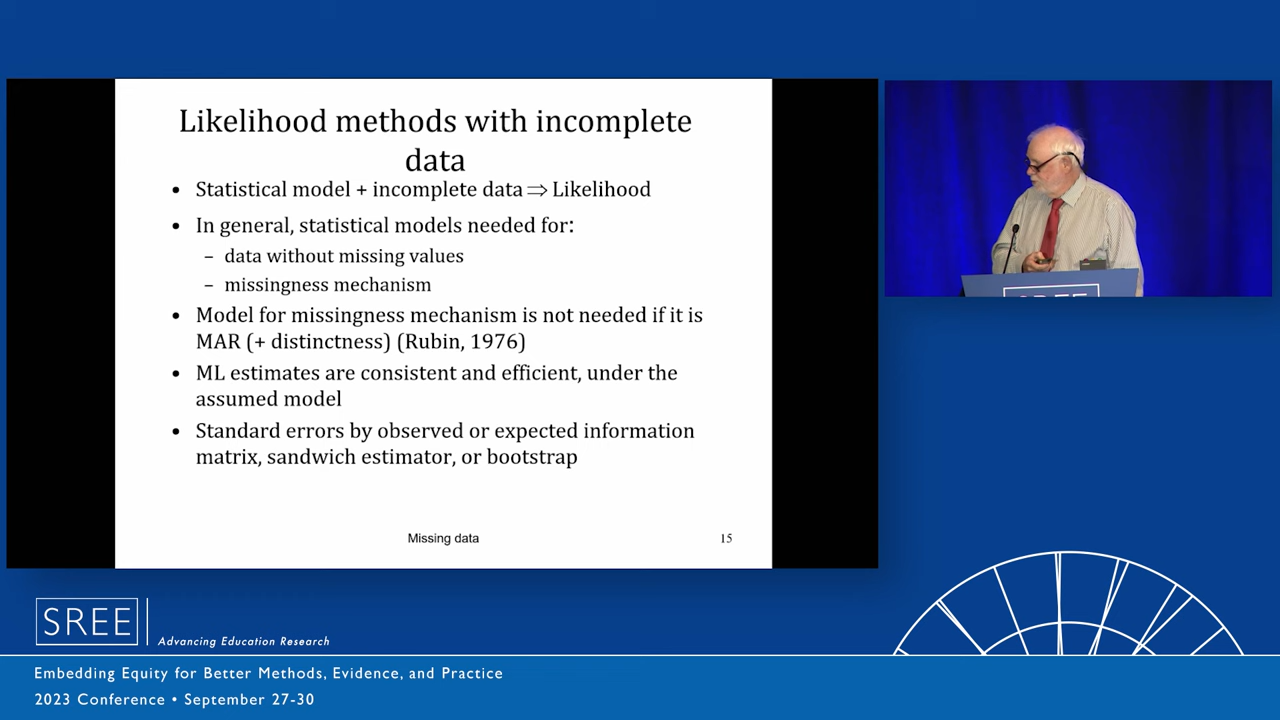 Likelihood methods with incomplete
data
• Statistical model + incomplete data ⇒ Likelihood
• In general, statistical models needed for:
– data without missing values
– missingness mechanism
• Model for missingness mechanism is not needed if it is
MAR (+ distinctness) (Rubin, 1976)
• ML estimates are consistent and efficient, under the
assumed model
• Standard errors by observed or expected information
matrix, sandwich estimator, or bootstrap
Missing data 15
SREE
SREE Advancing Education Research
Embedding Equity for Better Methods, Evidence, and Practice
2023 Conference • September 27-30